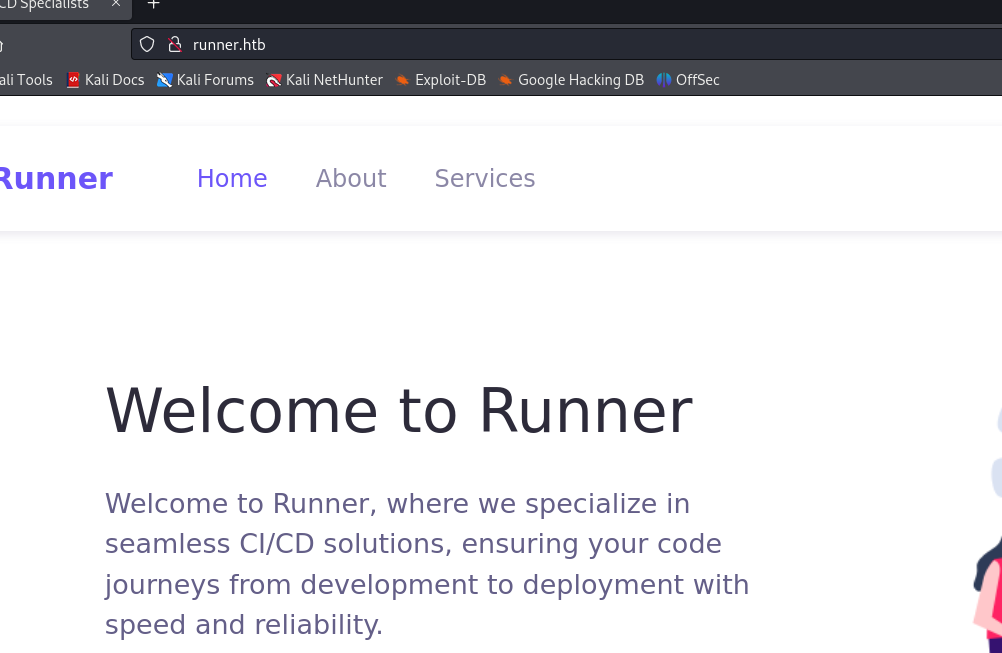 CD Specialists
runner.htb
ali Tools Kali Docs Kali Forums Kali NetHunter Exploit-DB Google Hacking DB OffSec
Runner Home About Services
Welcome to Runner
Welcome to Runner, where we specialize in
seamless CI/CD solutions, ensuring your code
journeys from development to deployment with
speed and reliability.